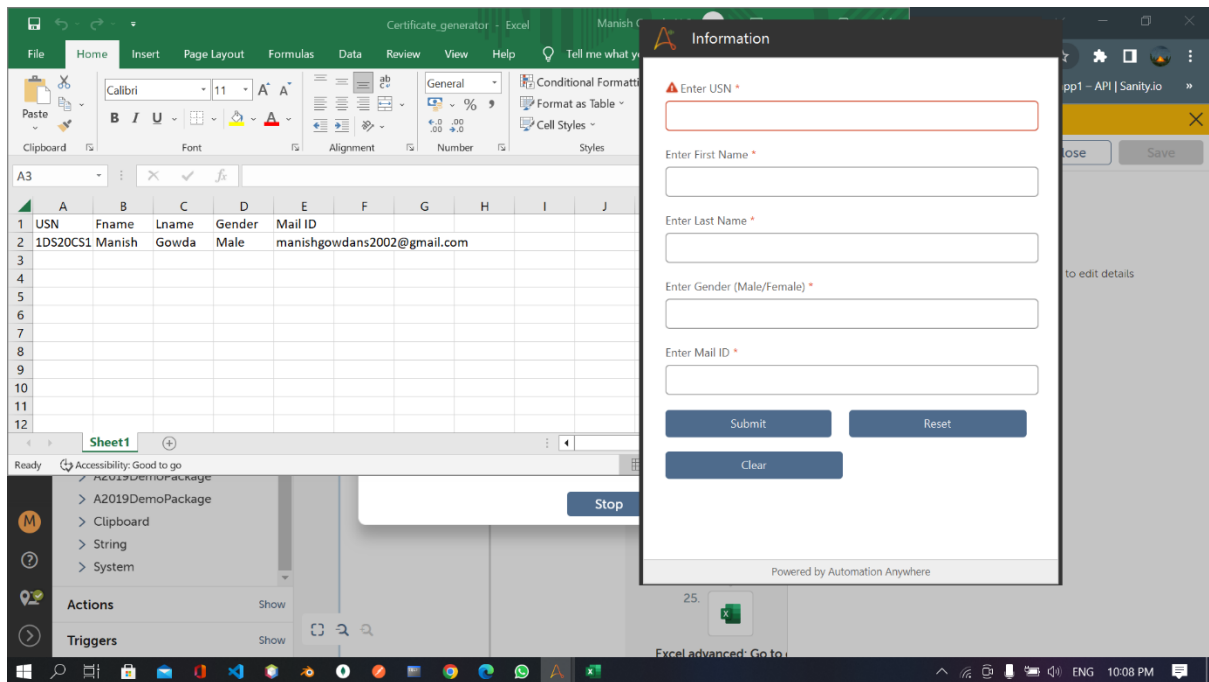 Certificate_generator - Excel
Manish
File Home Insert Page Layout Formulas Data Review View Help Tell me what y
Paste
Calibri 11 A A
B I U A
ab
General
% 9
.00 .0
Conditional Formatti
Format as Table
Cell Styles
Clipboard Font Alignment Number Styles
A3 fx
A B C D E F G H I J
1 USN Fname Lname Gender Mail ID
2 1DS20CS1 Manish Gowda Male manishgowdans2002@gmail.com
3
4
5
6
7
8
9
10
11
12
Sheet1
Ready Accessibility: Good to go
Information
Enter USN *
Enter First Name *
Enter Last Name *
Enter Gender (Male/Female) *
Enter Mail ID *
Submit Reset
Clear
Powered by Automation Anywhere
pp1 – API | Sanity.io »
lose Save
to edit details
A2019DemoPackage
A2019DemoPackage
Clipboard
String
System
M
Actions Show
Triggers Show
Stop
25.
Excel advanced: Go to
ENG 10:08 PM